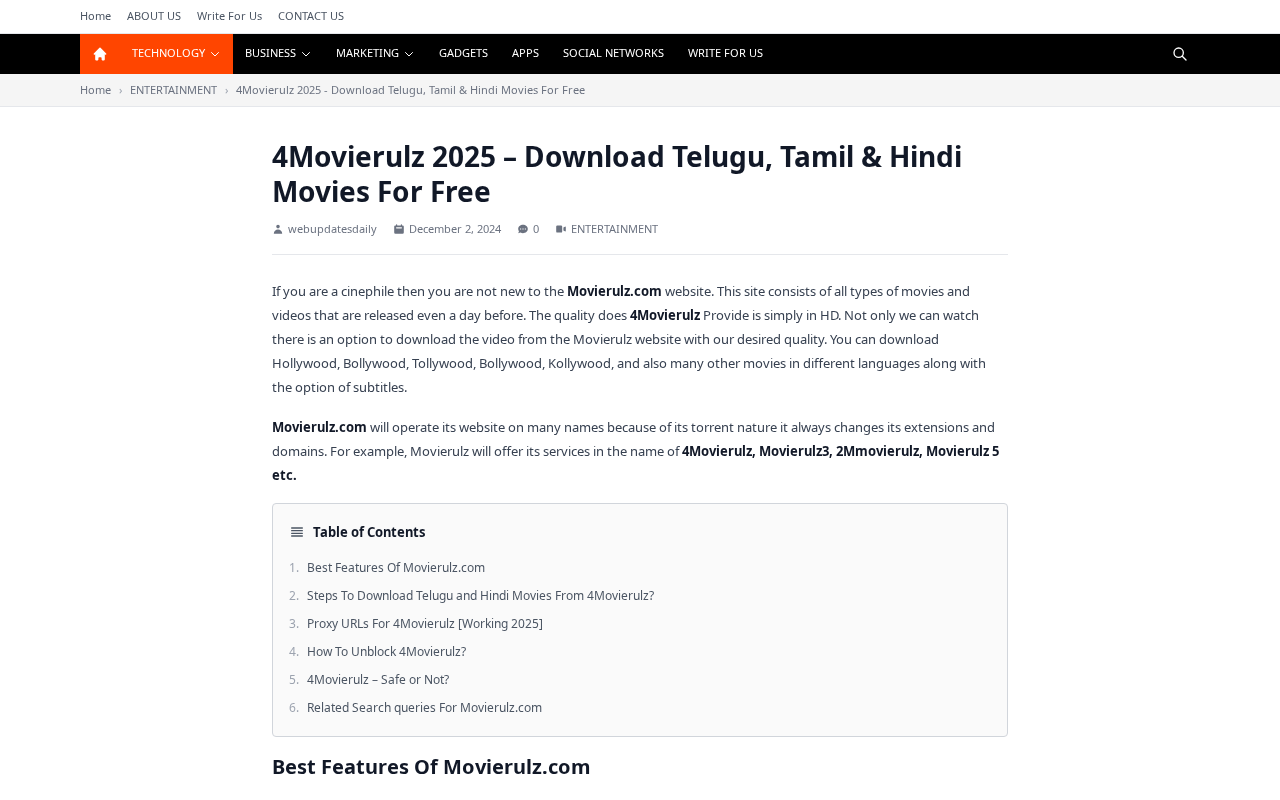 Home ABOUT US Write For Us CONTACT US
TECHNOLOGY BUSINESS MARKETING GADGETS APPS SOCIAL NETWORKS WRITE FOR US
Home › ENTERTAINMENT › 4Movierulz 2025 - Download Telugu, Tamil & Hindi Movies For Free
4Movierulz 2025 – Download Telugu, Tamil & Hindi
Movies For Free
webupdatesdaily December 2, 2024 0 ENTERTAINMENT
If you are a cinephile then you are not new to the Movierulz.com website. This site consists of all types of movies and
videos that are released even a day before. The quality does 4Movierulz Provide is simply in HD. Not only we can watch
there is an option to download the video from the Movierulz website with our desired quality. You can download
Hollywood, Bollywood, Tollywood, Bollywood, Kollywood, and also many other movies in different languages along with
the option of subtitles.
Movierulz.com will operate its website on many names because of its torrent nature it always changes its extensions and
domains. For example, Movierulz will offer its services in the name of 4Movierulz, Movierulz3, 2Mmovierulz, Movierulz 5
etc.
Table of Contents
1. Best Features Of Movierulz.com
2. Steps To Download Telugu and Hindi Movies From 4Movierulz?
3. Proxy URLs For 4Movierulz [Working 2025]
4. How To Unblock 4Movierulz?
5. 4Movierulz – Safe or Not?
6. Related Search queries For Movierulz.com
Best Features Of Movierulz.com